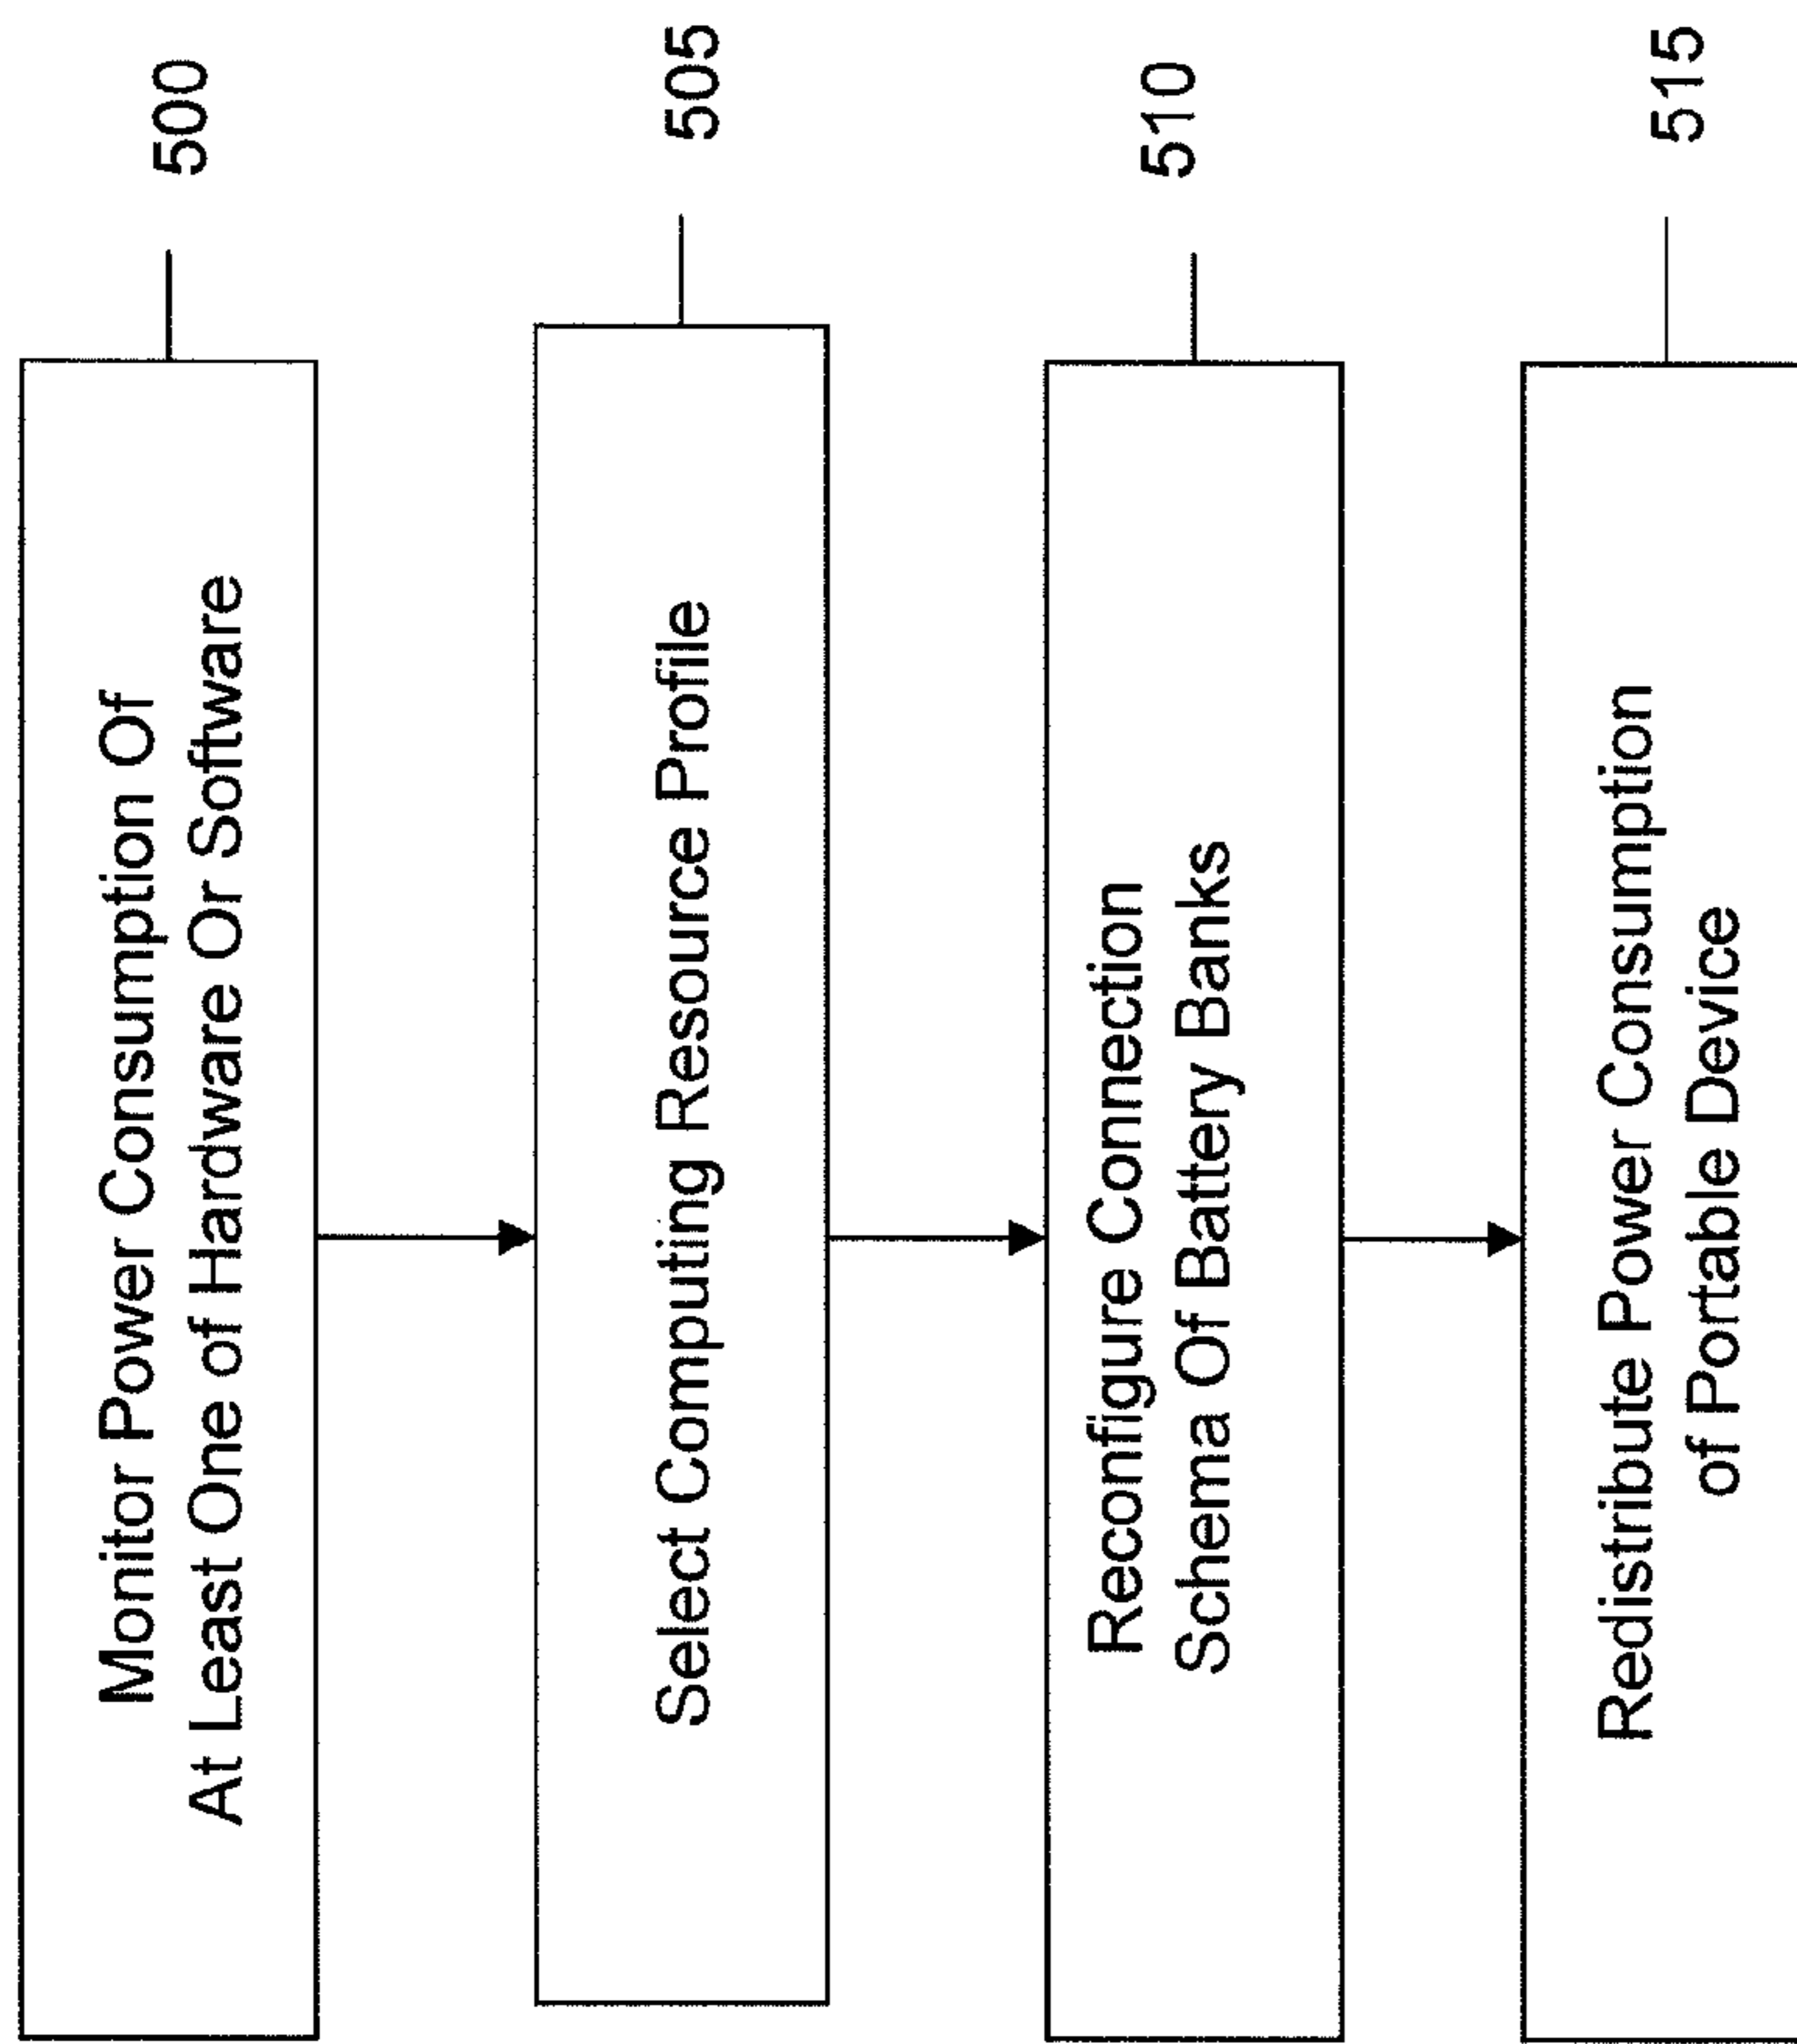 Monitor Power Consumption Of
At Least One of Hardware Or Software
500
Select Computing Resource Profile
505
Reconfigure Connection
Schema Of Battery Banks
510
Redistribute Power Consumption
of Portable Device
515